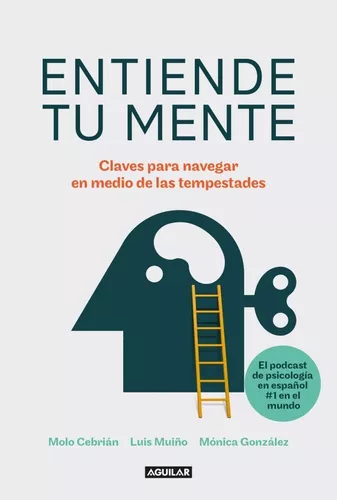 ENTIENDE
TU MENTE
Claves para navegar
en medio de las tempestades
El podcast
de psicología
en español
#1 en el
mundo
Molo Cebrián Luis Muiño Mónica González
AGUILAR